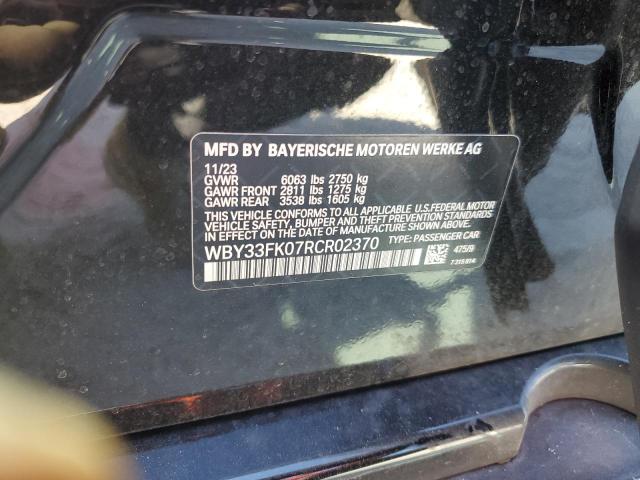 MFD BY BAYERISCHE MOTOREN WERKE AG
11/23
GVWR 6063 lbs 2750 kg
GAWR FRONT 2811 lbs 1275 kg
GAWR REAR 3538 lbs 1605 kg
THIS VEHICLE CONFORMS TO ALL APPLICABLE U.S.FEDERAL MOTOR
VEHICLE SAFETY, BUMPER AND THEFT PREVENTION STANDARDS
IN EFFECT ON THE DATE OF MANUFACTURE SHOWN ABOVE.
WBY33FK07RCR02370 TYPE: PASSENGER CAR
475/9